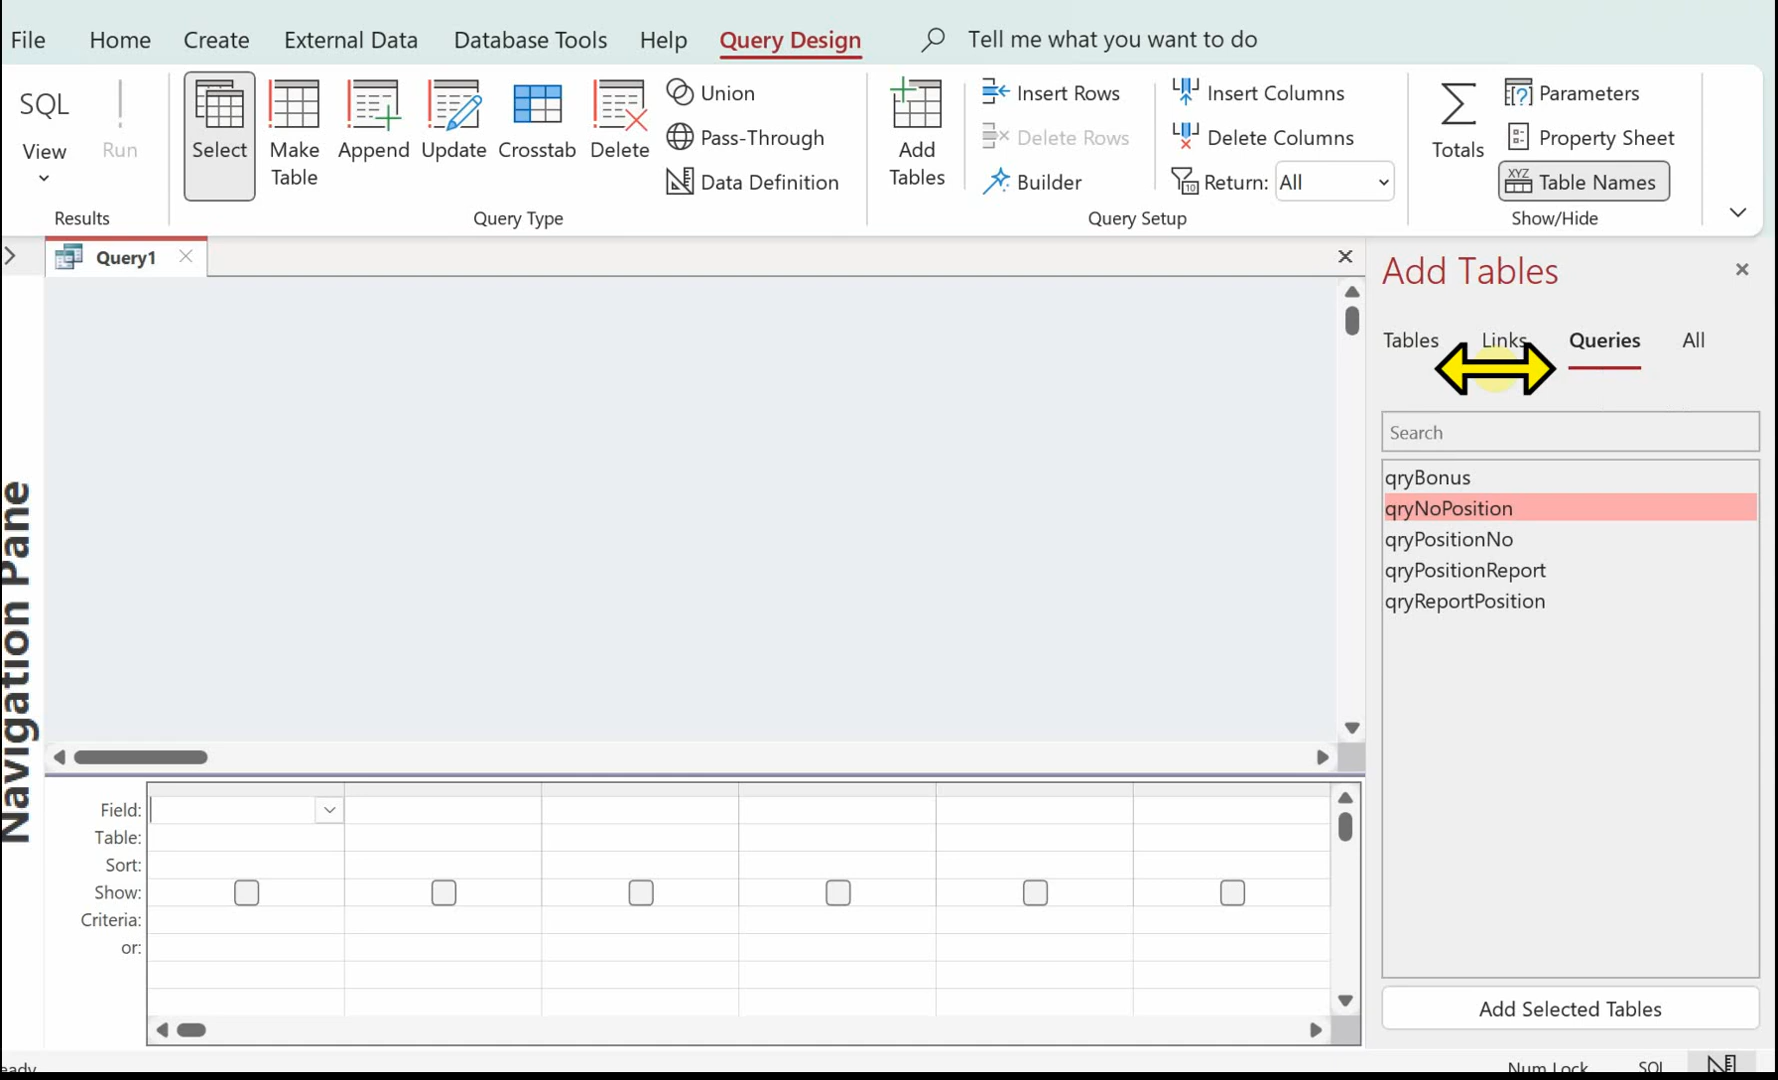 File Home Create External Data Database Tools Help Query Design Tell me what you want to do
SQL
View
Run
Select
Make
Table
Append
Update
Crosstab
Delete
Union
Pass-Through
Data Definition
Add
Tables
Insert Rows
Delete Rows
Builder
Insert Columns
Delete Columns
Return: All
Totals
Parameters
Property Sheet
XYZ
Table Names
Results
Query Type
Query Setup
Show/Hide
Query1
Navigation Pane
Add Tables
Tables Links Queries All
Search
qryBonus
qryNoPosition
qryPositionNo
qryPositionReport
qryReportPosition
Add Selected Tables
Field:
Table:
Sort:
Show:
Criteria:
or:
Num Lock SQL